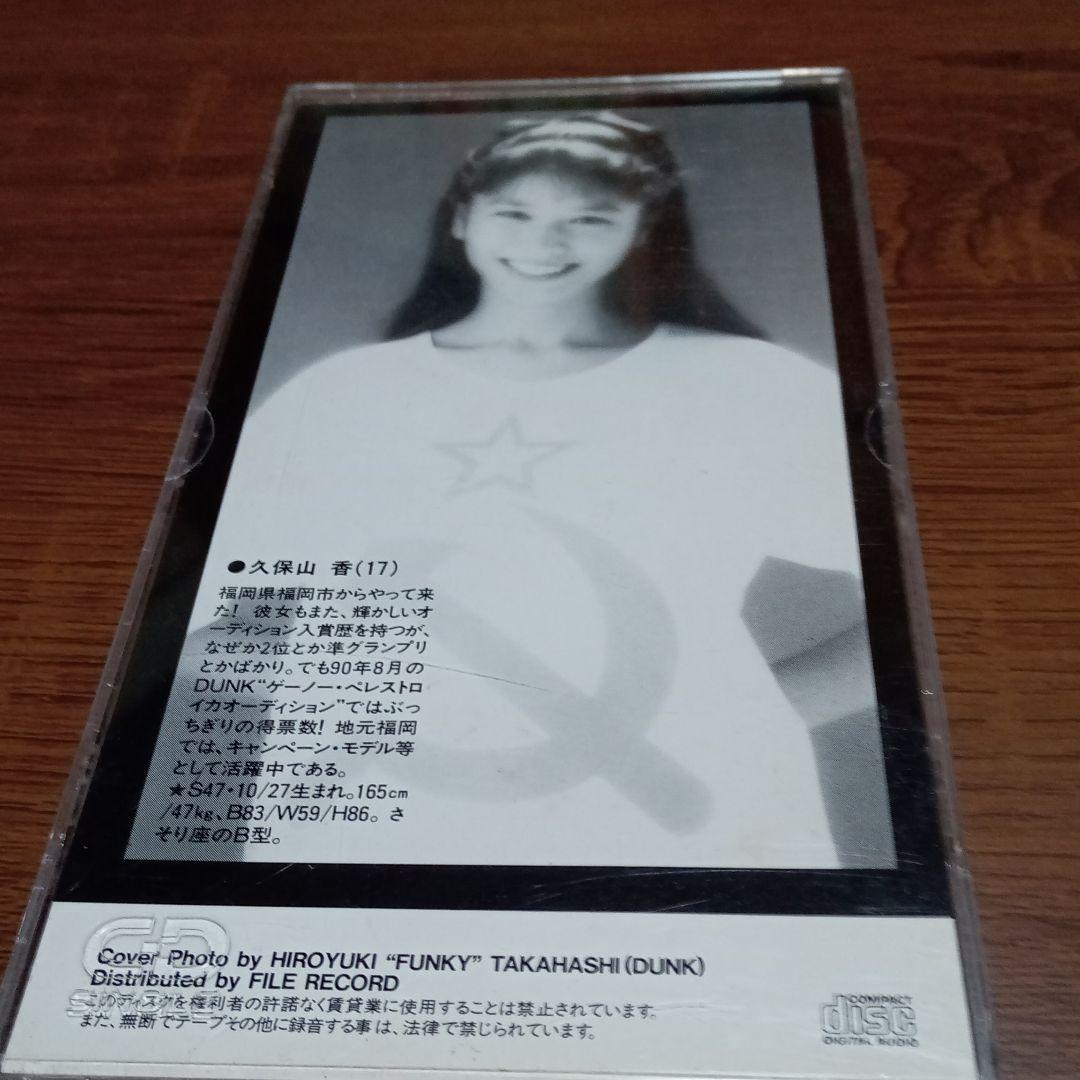 ●久保山 香(17)
福岡県福岡市からやって来
た! 彼女もまた、輝かしいオ
ーディション入賞歴を持つが、
なぜか2位とか準グランプリ
とかばかり。でも90年8月の
DUNK“ゲーノー・ペレストロ
イカオーディション”ではぶっ
ちぎりの得票数! 地元福岡
では、キャンペーン・モデル等
として活躍中である。
★S47・10/27生まれ。165cm
/47kg、B83/W59/H86。さ
そり座のB型。
CD
SINGLE
Cover Photo by HIROYUKI “FUNKY” TAKAHASHI (DUNK)
Distributed by FILE RECORD
このディスクを権利者の許諾なく賃貸業に使用することは禁止されています。
また、無断でテープその他に録音する事は、法律で禁じられています。
COMPACT
disc
DIGITAL AUDIO